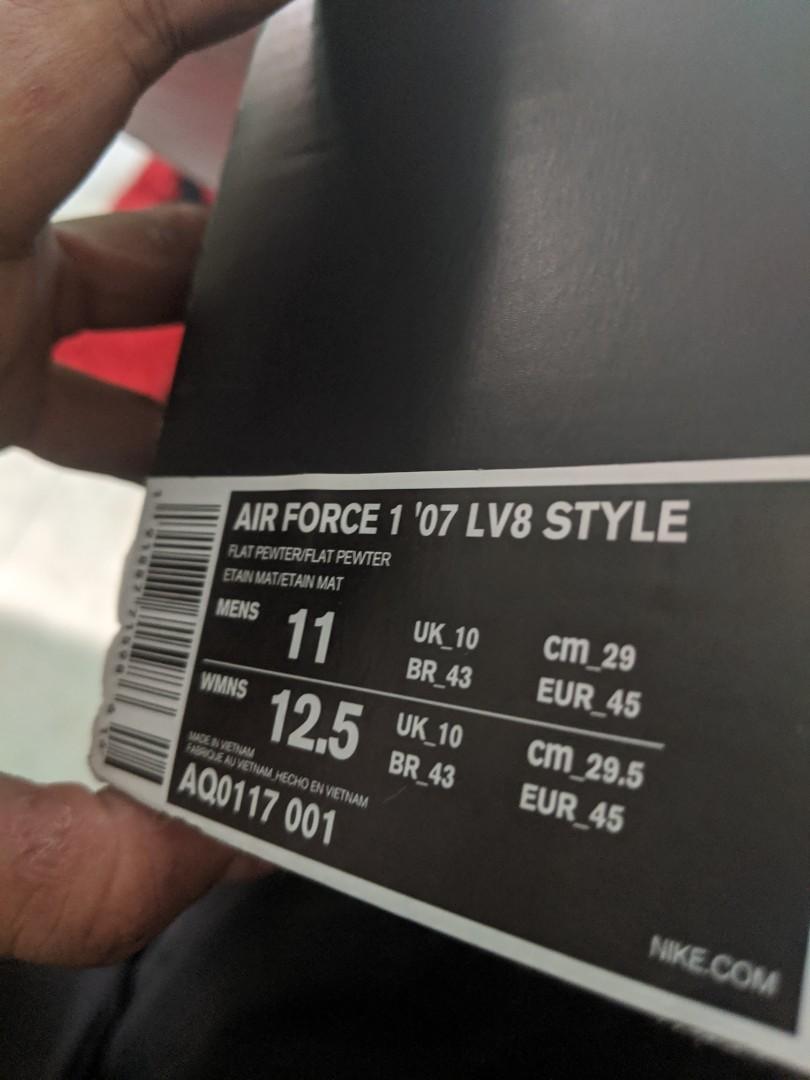 AIR FORCE 1 '07 LV8 STYLE
FLAT PEWTER/FLAT PEWTER
ETAIN MAT/ETAIN MAT
MENS 11 UK_10 cm_29
BR_43 EUR_45
WMNS 12.5 UK_10 cm_29.5
BR_43 EUR_45
MADE IN VIETNAM
FABRIQUE AU VIETNAM_HECHO EN VIETNAM
AQ0117 001
NIKE.COM